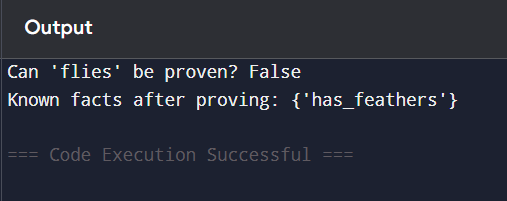 Output
Can 'flies' be proven? False
Known facts after proving: {'has_feathers'}
=== Code Execution Successful ===